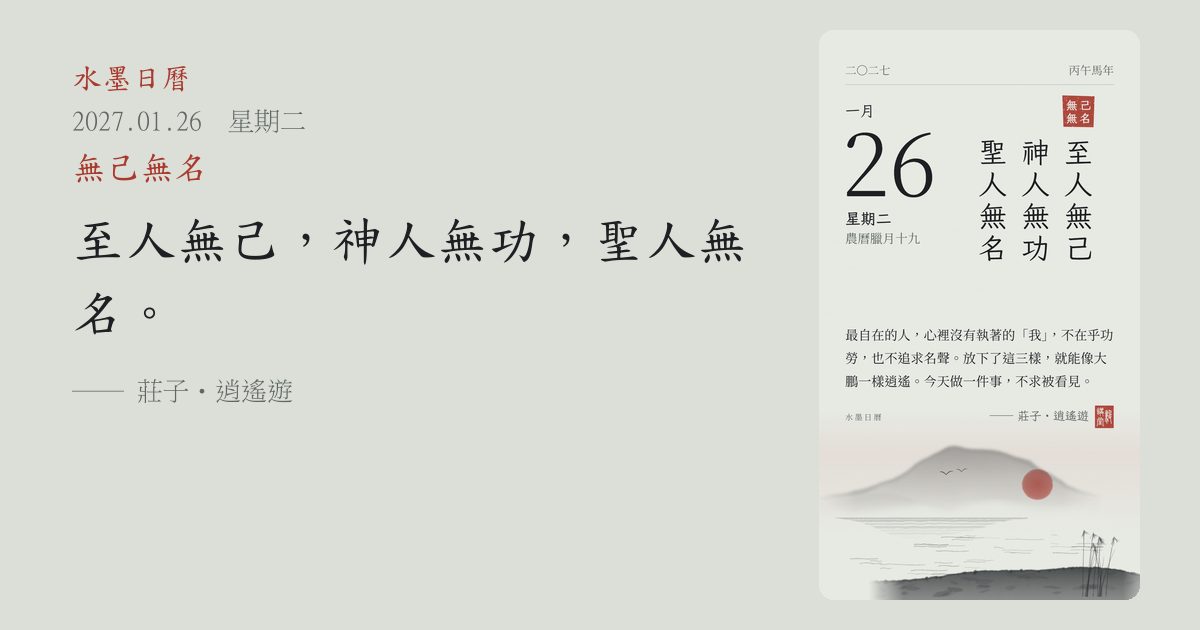 水墨日曆
2027.01.26 星期二
無己無名
至人無己，神人無功，聖人無
名。
—— 莊子・逍遙遊
二〇二七
丙午馬年
一月
26
星期二
農曆臘月十九
無己
無名
至人無己
神人無功
聖人無名
最自在的人，心裡沒有執著的「我」，不在乎功
勞，也不追求名聲。放下了這三樣，就能像大
鵬一樣逍遙。今天做一件事，不求被看見。
水墨日曆
—— 莊子・逍遙遊